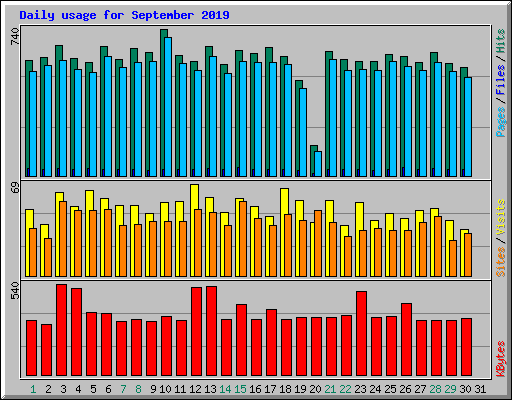 Daily usage for September 2019
740
Pages / Files / Hits
69
Sites / Visits
540
KBytes
1 2 3 4 5 6 7 8 9 10 11 12 13 14 15 16 17 18 19 20 21 22 23 24 25 26 27 28 29 30 31